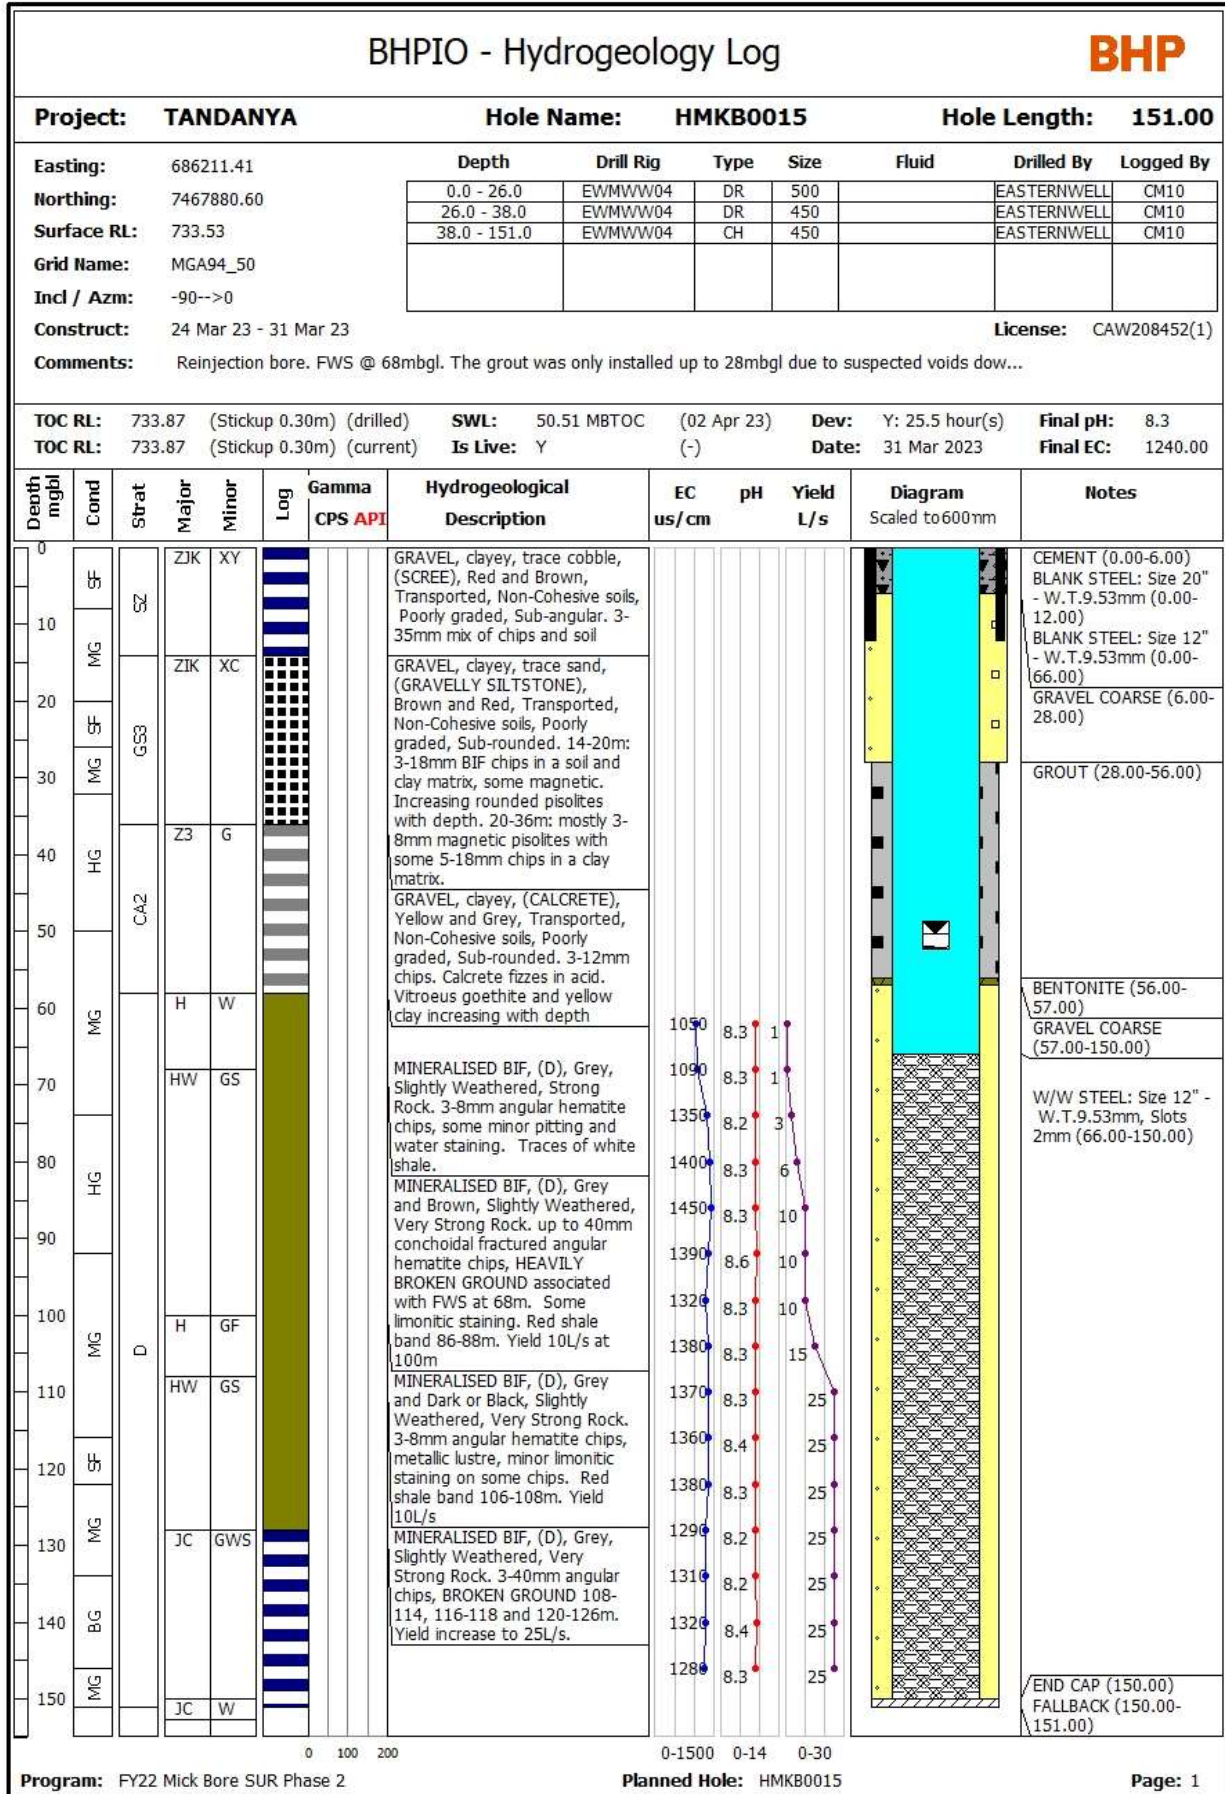 BHPIO - Hydrogeology Log
BHP
Project: TANDANYA Hole Name: HMKB0015 Hole Length: 151.00
Easting: 686211.41
Northing: 7467880.60
Surface RL: 733.53
Grid Name: MGA94_50
Incl / Azm: -90-->0
Depth Drill Rig Type Size Fluid Drilled By Logged By
0.0 - 26.0 EWMWW04 DR 500 EASTERNWELL CM10
26.0 - 38.0 EWMWW04 DR 450 EASTERNWELL CM10
38.0 - 151.0 EWMWW04 CH 450 EASTERNWELL CM10
Construct: 24 Mar 23 - 31 Mar 23 License: CAW208452(1)
Comments: Reinjection bore. FWS @ 68mbgl. The grout was only installed up to 28mbgl due to suspected voids dow...
TOC RL: 733.87 (Stickup 0.30m) (drilled) SWL: 50.51 MBTOC (02 Apr 23) Dev: Y: 25.5 hour(s) Final pH: 8.3
TOC RL: 733.87 (Stickup 0.30m) (current) Is Live: Y (-) Date: 31 Mar 2023 Final EC: 1240.00
Depth mgbl
Cond
Strat
Major
Minor
Log
Gamma
CPS API
Hydrogeological
Description
EC
us/cm
pH
Yield
L/s
Diagram
Scaled to600mm
Notes
0
10
20
30
40
50
60
70
80
90
100
110
120
130
140
150
SF
MG
SF
MG
HG
MG
HG
MG
SF
MG
BG
MG
SZ
GS3
CA2
D
ZJK XY
ZIK XC
Z3 G
H W
HW GS
H GF
HW GS
JC GWS
JC W
GRAVEL, clayey, trace cobble,
(SCREE), Red and Brown,
Transported, Non-Cohesive soils,
Poorly graded, Sub-angular. 3-
35mm mix of chips and soil
GRAVEL, clayey, trace sand,
(GRAVELLY SILTSTONE),
Brown and Red, Transported,
Non-Cohesive soils, Poorly
graded, Sub-rounded. 14-20m:
3-18mm BIF chips in a soil and
clay matrix, some magnetic.
Increasing rounded pisolites
with depth. 20-36m: mostly 3-
8mm magnetic pisolites with
some 5-18mm chips in a clay
matrix.
GRAVEL, clayey, (CALCRETE),
Yellow and Grey, Transported,
Non-Cohesive soils, Poorly
graded, Sub-rounded. 3-12mm
chips. Calcrete fizzes in acid.
Vitroeus goethite and yellow
clay increasing with depth
MINERALISED BIF, (D), Grey,
Slightly Weathered, Strong
Rock. 3-8mm angular hematite
chips, some minor pitting and
water staining. Traces of white
shale.
MINERALISED BIF, (D), Grey
and Brown, Slightly Weathered,
Very Strong Rock. up to 40mm
conchoidal fractured angular
hematite chips, HEAVILY
BROKEN GROUND associated
with FWS at 68m. Some
limonitic staining. Red shale
band 86-88m. Yield 10L/s at
100m
MINERALISED BIF, (D), Grey
and Dark or Black, Slightly
Weathered, Very Strong Rock.
3-8mm angular hematite chips,
metallic lustre, minor limonitic
staining on some chips. Red
shale band 106-108m. Yield
10L/s
MINERALISED BIF, (D), Grey,
Slightly Weathered, Very
Strong Rock. 3-40mm angular
chips, BROKEN GROUND 108-
114, 116-118 and 120-126m.
Yield increase to 25L/s.
1050 8.3 1
1090 8.3 1
1350 8.2 3
1400 8.3 6
1450 8.3 10
1390 8.6 10
1320 8.3 10
1380 8.3 15
1370 8.3 25
1360 8.4 25
1380 8.3 25
1290 8.2 25
1310 8.2 25
1320 8.4 25
1280 8.3 25
CEMENT (0.00-6.00)
BLANK STEEL: Size 20"
- W.T.9.53mm (0.00-
12.00)
BLANK STEEL: Size 12"
- W.T.9.53mm (0.00-
66.00)
GRAVEL COARSE (6.00-
28.00)
GROUT (28.00-56.00)
BENTONITE (56.00-
57.00)
GRAVEL COARSE
(57.00-150.00)
W/W STEEL: Size 12" -
W.T.9.53mm, Slots
2mm (66.00-150.00)
END CAP (150.00)
FALLBACK (150.00-
151.00)
0 100 200
0-1500 0-14 0-30
Program: FY22 Mick Bore SUR Phase 2 Planned Hole: HMKB0015 Page: 1